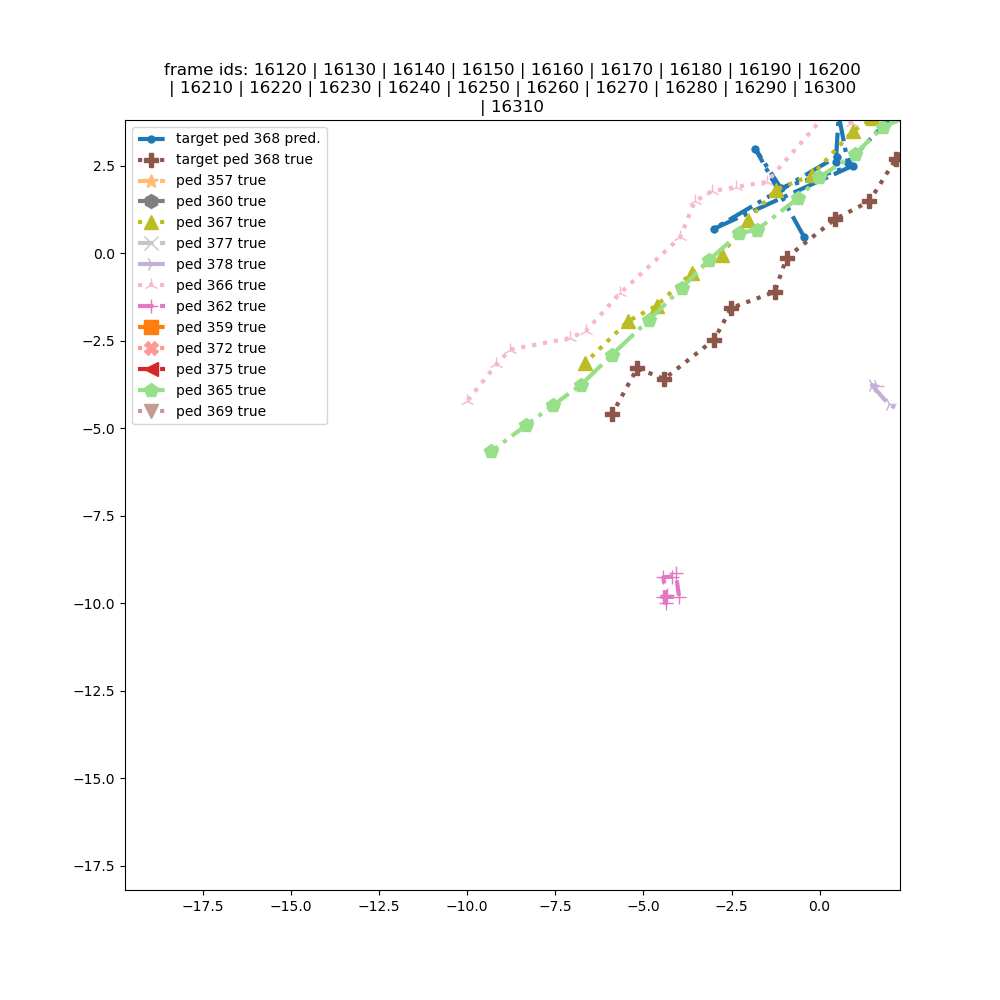 frame ids: 16120 | 16130 | 16140 | 16150 | 16160 | 16170 | 16180 | 16190 | 16200
| 16210 | 16220 | 16230 | 16240 | 16250 | 16260 | 16270 | 16280 | 16290 | 16300
| 16310
target ped 368 pred.
target ped 368 true
ped 357 true
ped 360 true
ped 367 true
ped 377 true
ped 378 true
ped 366 true
ped 362 true
ped 359 true
ped 372 true
ped 375 true
ped 365 true
ped 369 true
2.5
0.0
−2.5
−5.0
−7.5
−10.0
−12.5
−15.0
−17.5
−17.5 −15.0 −12.5 −10.0 −7.5 −5.0 −2.5 0.0